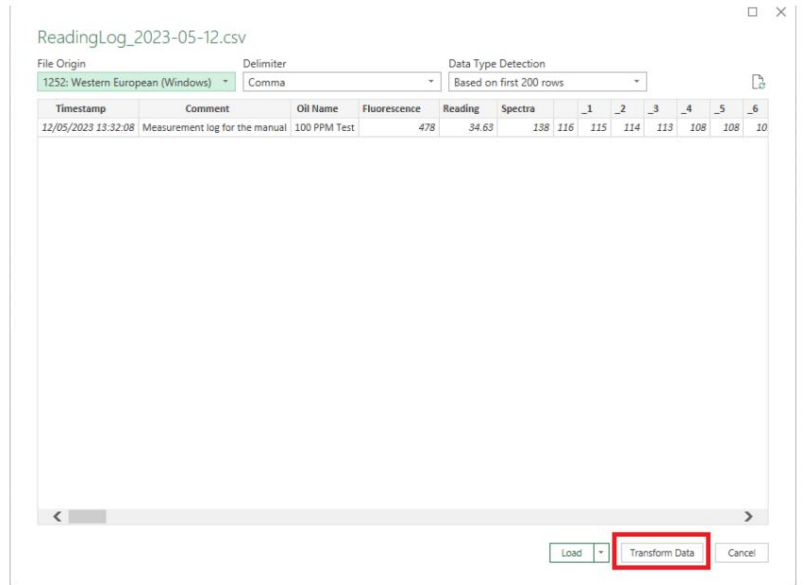 ReadingLog_2023-05-12.csv
File Origin Delimiter Data Type Detection
1252: Western European (Windows) Comma Based on first 200 rows
Timestamp Comment Oil Name Fluorescence Reading Spectra _1 _2 _3 _4 _5 _6
12/05/2023 13:32:08 Measurement log for the manual 100 PPM Test 478 34.63 138 116 115 114 113 108 108 10
Load Transform Data Cancel